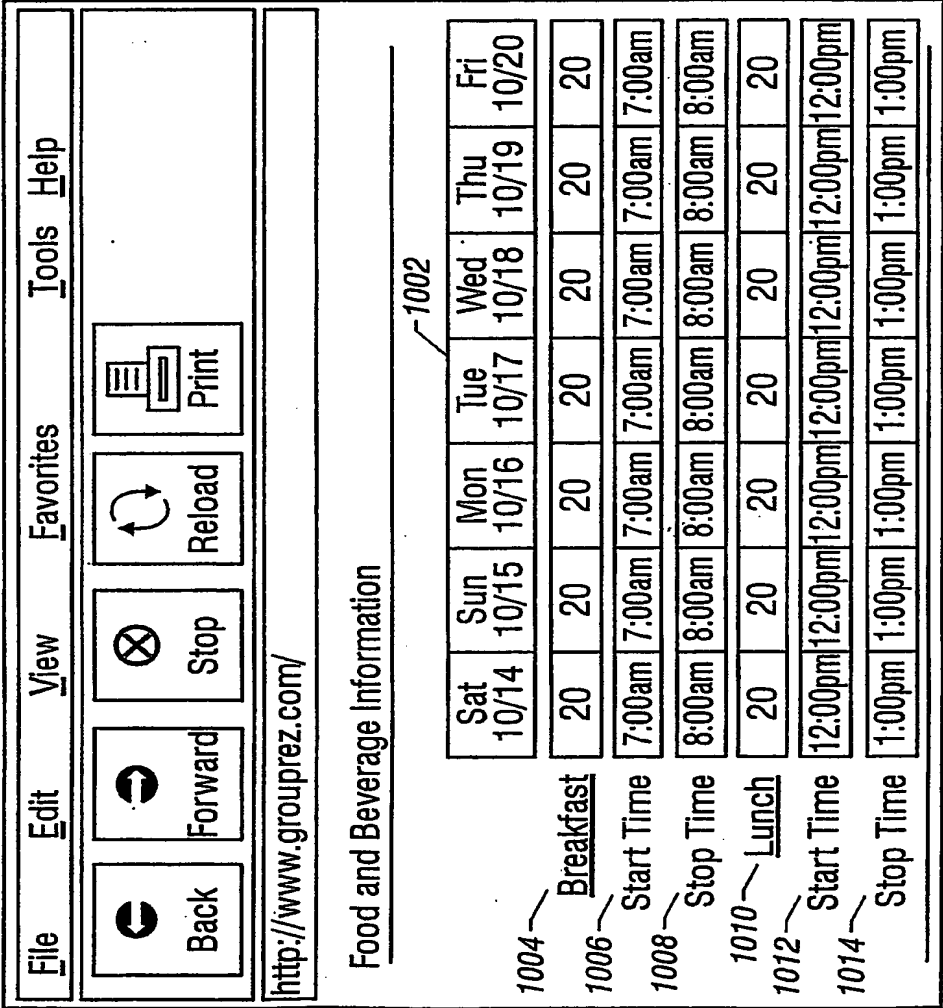 File Edit View Favorites Tools Help
Back Forward Stop Reload Print
http://www.grouprez.com/
Food and Beverage Information
1002
Sat Sun Mon Tue Wed Thu Fri
10/14 10/15 10/16 10/17 10/18 10/19 10/20
1004 Breakfast 20 20 20 20 20 20 20
1006 Start Time 7:00am 7:00am 7:00am 7:00am 7:00am 7:00am 7:00am
1008 Stop Time 8:00am 8:00am 8:00am 8:00am 8:00am 8:00am 8:00am
1010 Lunch 20 20 20 20 20 20 20
1012 Start Time 12:00pm 12:00pm 12:00pm 12:00pm 12:00pm 12:00pm 12:00pm
1014 Stop Time 1:00pm 1:00pm 1:00pm 1:00pm 1:00pm 1:00pm 1:00pm